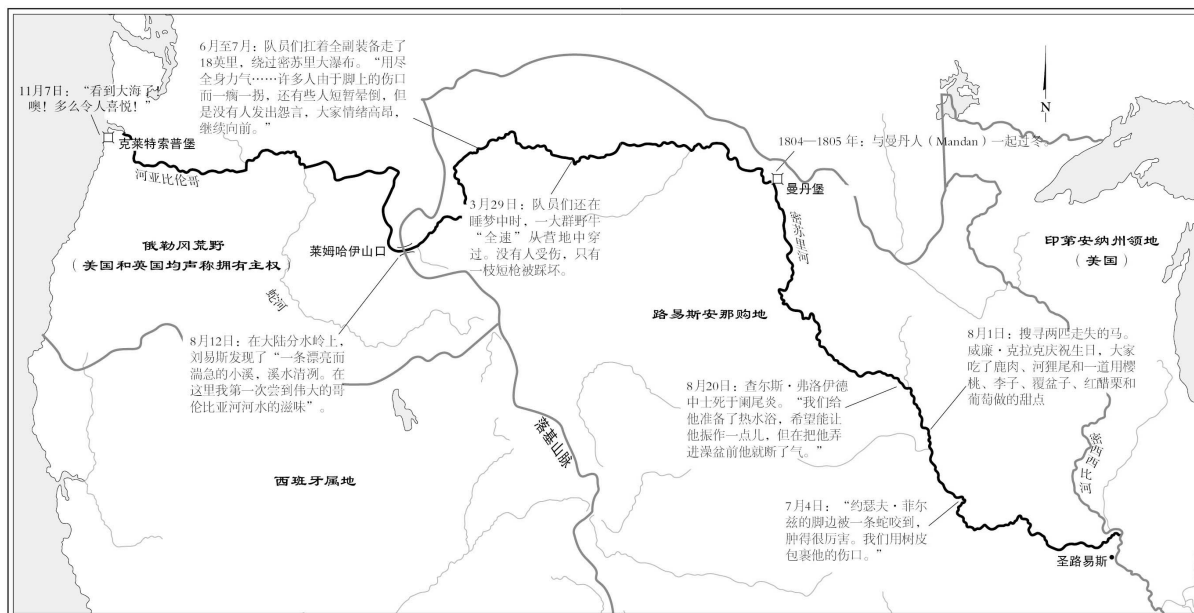 6月至7月：队员们扛着全副装备走了
18英里，绕过密苏里大瀑布。“用尽
全身力气……许多人由于脚上的伤口
而一瘸一拐，还有些人短暂晕倒，但
是没有人发出怨言，大家情绪高昂，
继续向前。”
11月7日：“看到大海了！
噢！多么令人喜悦！”
克莱特索普堡
河亚比伦哥
N
1804—1805 年：与曼丹人（Mandan）一起过冬。
曼丹堡
密苏里河
3月29日：队员们还在
睡梦中时，一大群野牛
“全速”从营地中穿
过。没有人受伤，只有
一枝短枪被踩坏。
莱姆哈伊山口
俄勒冈荒野
（美国和英国均声称拥有主权）
蛇河
印第安纳州领地
（美国）
路易斯安那购地
8月12日：在大陆分水岭上，
刘易斯发现了“一条漂亮而
湍急的小溪，溪水清冽。在
这里我第一次尝到伟大的哥
伦比亚河河水的滋味”。
8月1日：搜寻两匹走失的马。
威廉·克拉克庆祝生日，大家
吃了鹿肉、河狸尾和一道用樱
桃、李子、覆盆子、红醋栗和
葡萄做的甜点
8月20日：查尔斯·弗洛伊德
中士死于阑尾炎。“我们给
他准备了热水浴，希望能让
他振作一点儿，但在把他弄
进澡盆前他就断了气。”
落基山脉
密西西比河
西班牙属地
7月4日：“约瑟夫·菲尔
兹的脚边被一条蛇咬到，
肿得很厉害。我们用树皮
包裹他的伤口。”
圣路易斯